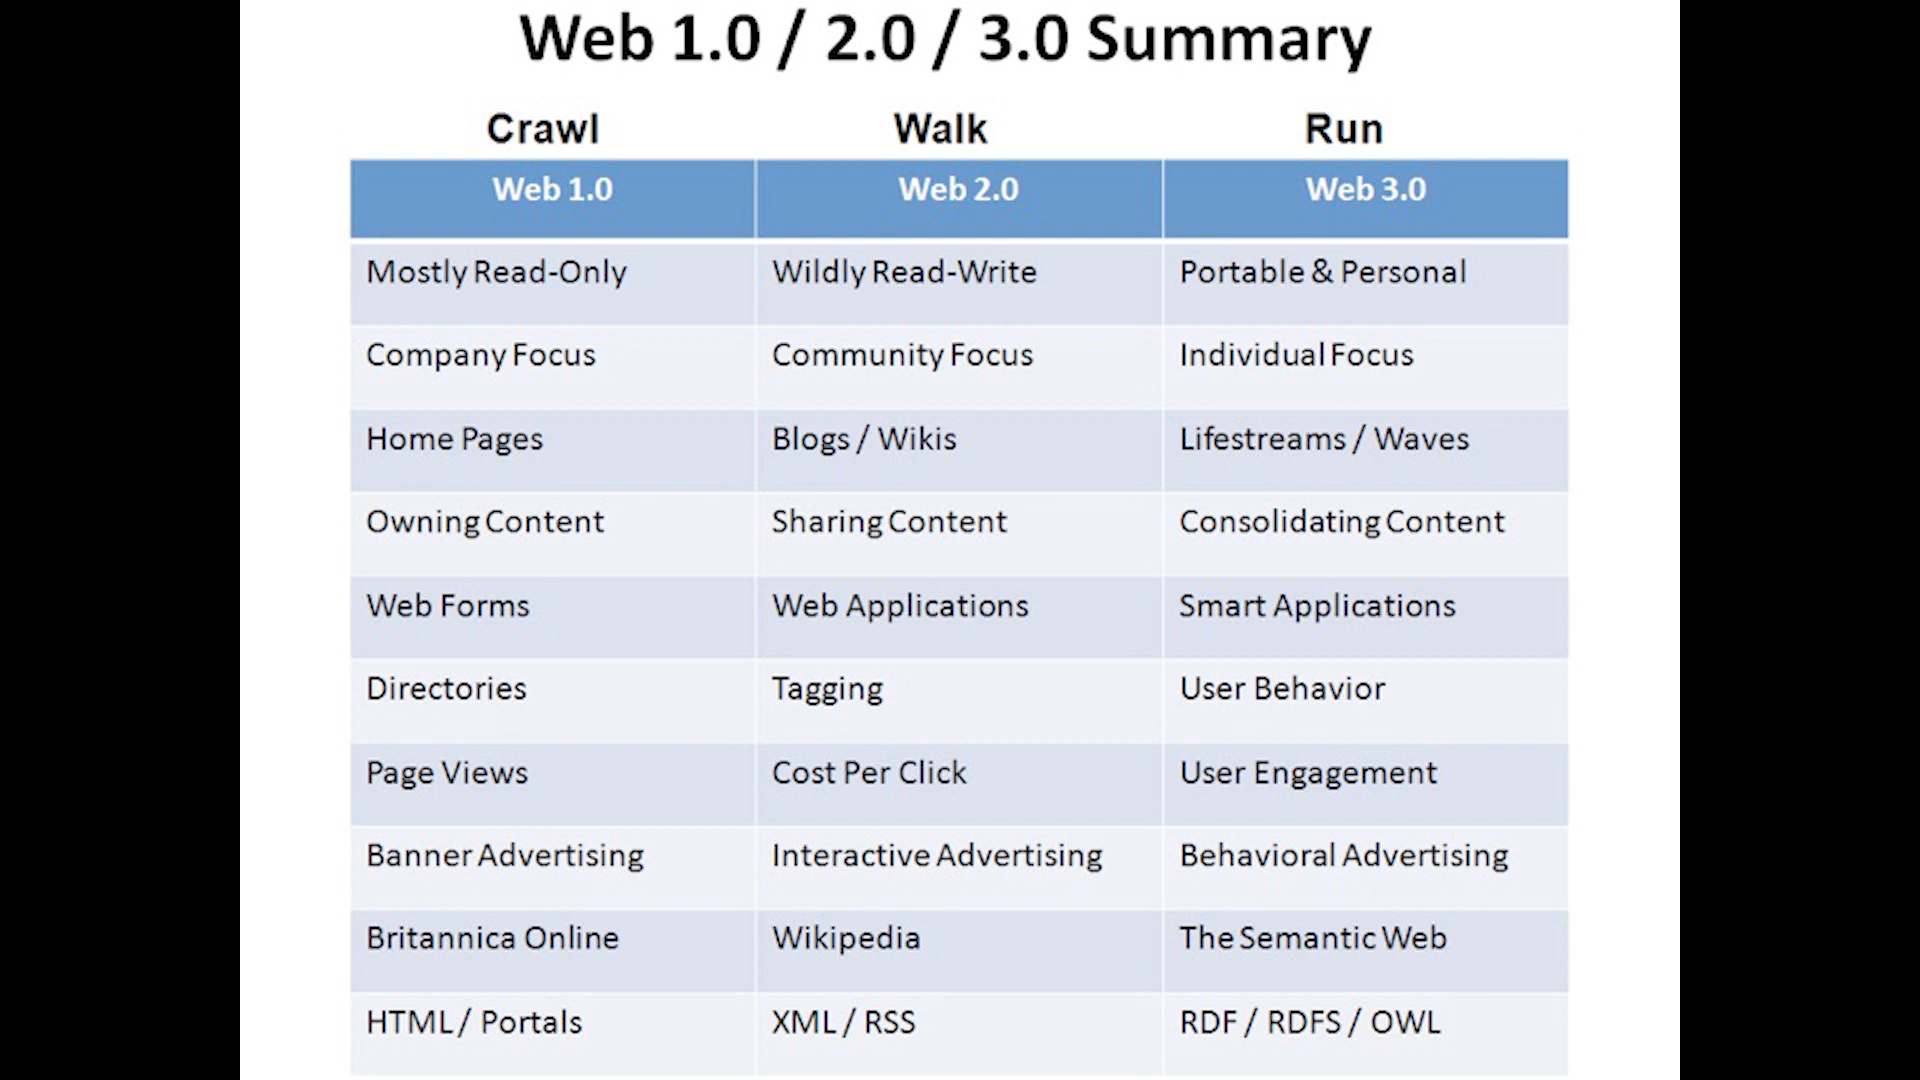 Web 1.0 / 2.0 / 3.0 Summary
Crawl Walk Run
Web 1.0 Web 2.0 Web 3.0
Mostly Read-Only Wildly Read-Write Portable & Personal
Company Focus Community Focus Individual Focus
Home Pages Blogs / Wikis Lifestreams / Waves
Owning Content Sharing Content Consolidating Content
Web Forms Web Applications Smart Applications
Directories Tagging User Behavior
Page Views Cost Per Click User Engagement
Banner Advertising Interactive Advertising Behavioral Advertising
Britannica Online Wikipedia The Semantic Web
HTML / Portals XML / RSS RDF / RDFS / OWL